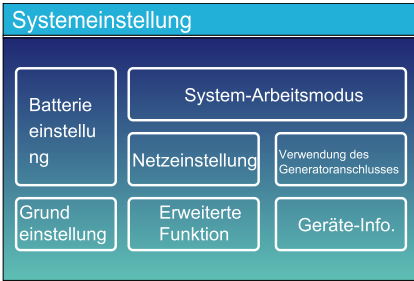 Systemeinstellung
Batterie
einstellu
ng
System-Arbeitsmodus
Netzeinstellung
Verwendung des
Generatoranschlusses
Grund
einstellung
Erweiterte
Funktion
Geräte-Info.